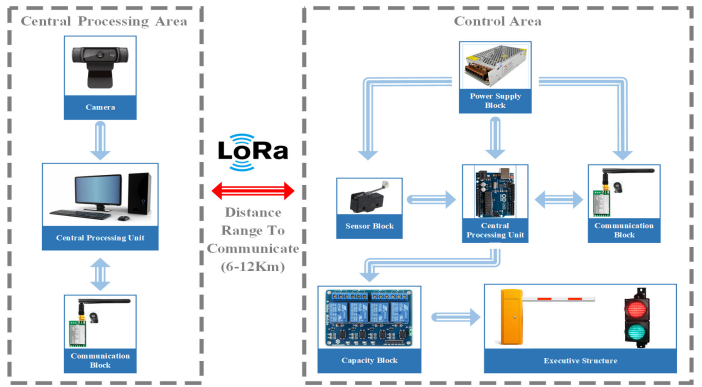 Central Processing Area
Camera
Central Processing Unit
Communication
Block
LoRa
Distance
Range To
Communicate
(6-12Km)
Control Area
Power Supply
Block
Sensor Block
Central
Processing Unit
Communication
Block
Capacity Block
Executive Structure